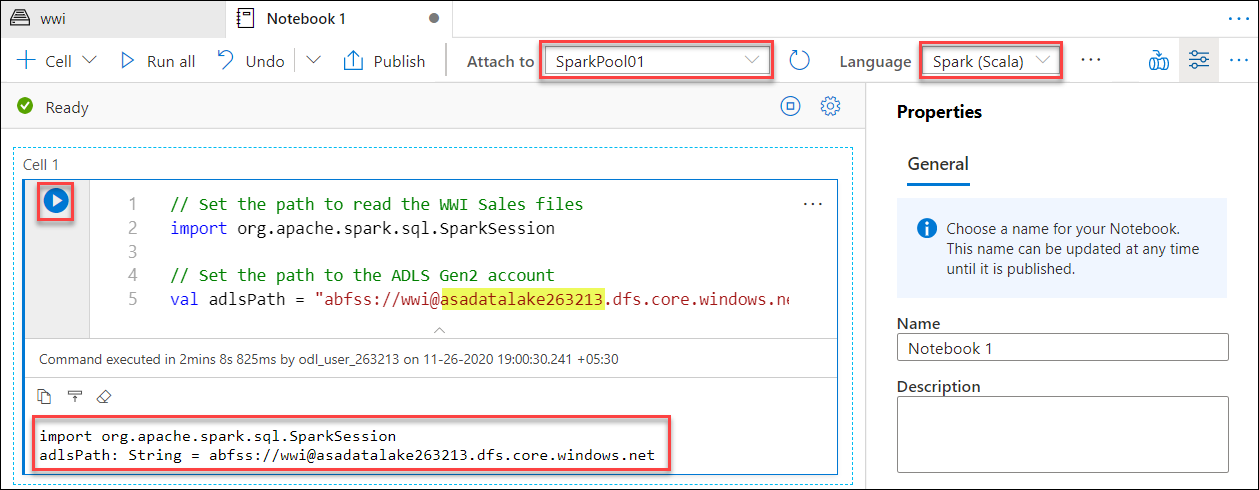 wwi
Notebook 1
Cell
Run all
Undo
Publish
Attach to
SparkPool01
Language
Spark (Scala)
Ready
Cell 1
1 // Set the path to read the WWI Sales files
2 import org.apache.spark.sql.SparkSession
3
4 // Set the path to the ADLS Gen2 account
5 val adlsPath = "abfss://wwi@asadatalake263213.dfs.core.windows.ne
Command executed in 2mins 8s 825ms by odl_user_263213 on 11-26-2020 19:00:30.241 +05:30
import org.apache.spark.sql.SparkSession
adlsPath: String = abfss://wwi@asadatalake263213.dfs.core.windows.net
Properties
General
Choose a name for your Notebook.
This name can be updated at any time
until it is published.
Name
Notebook 1
Description